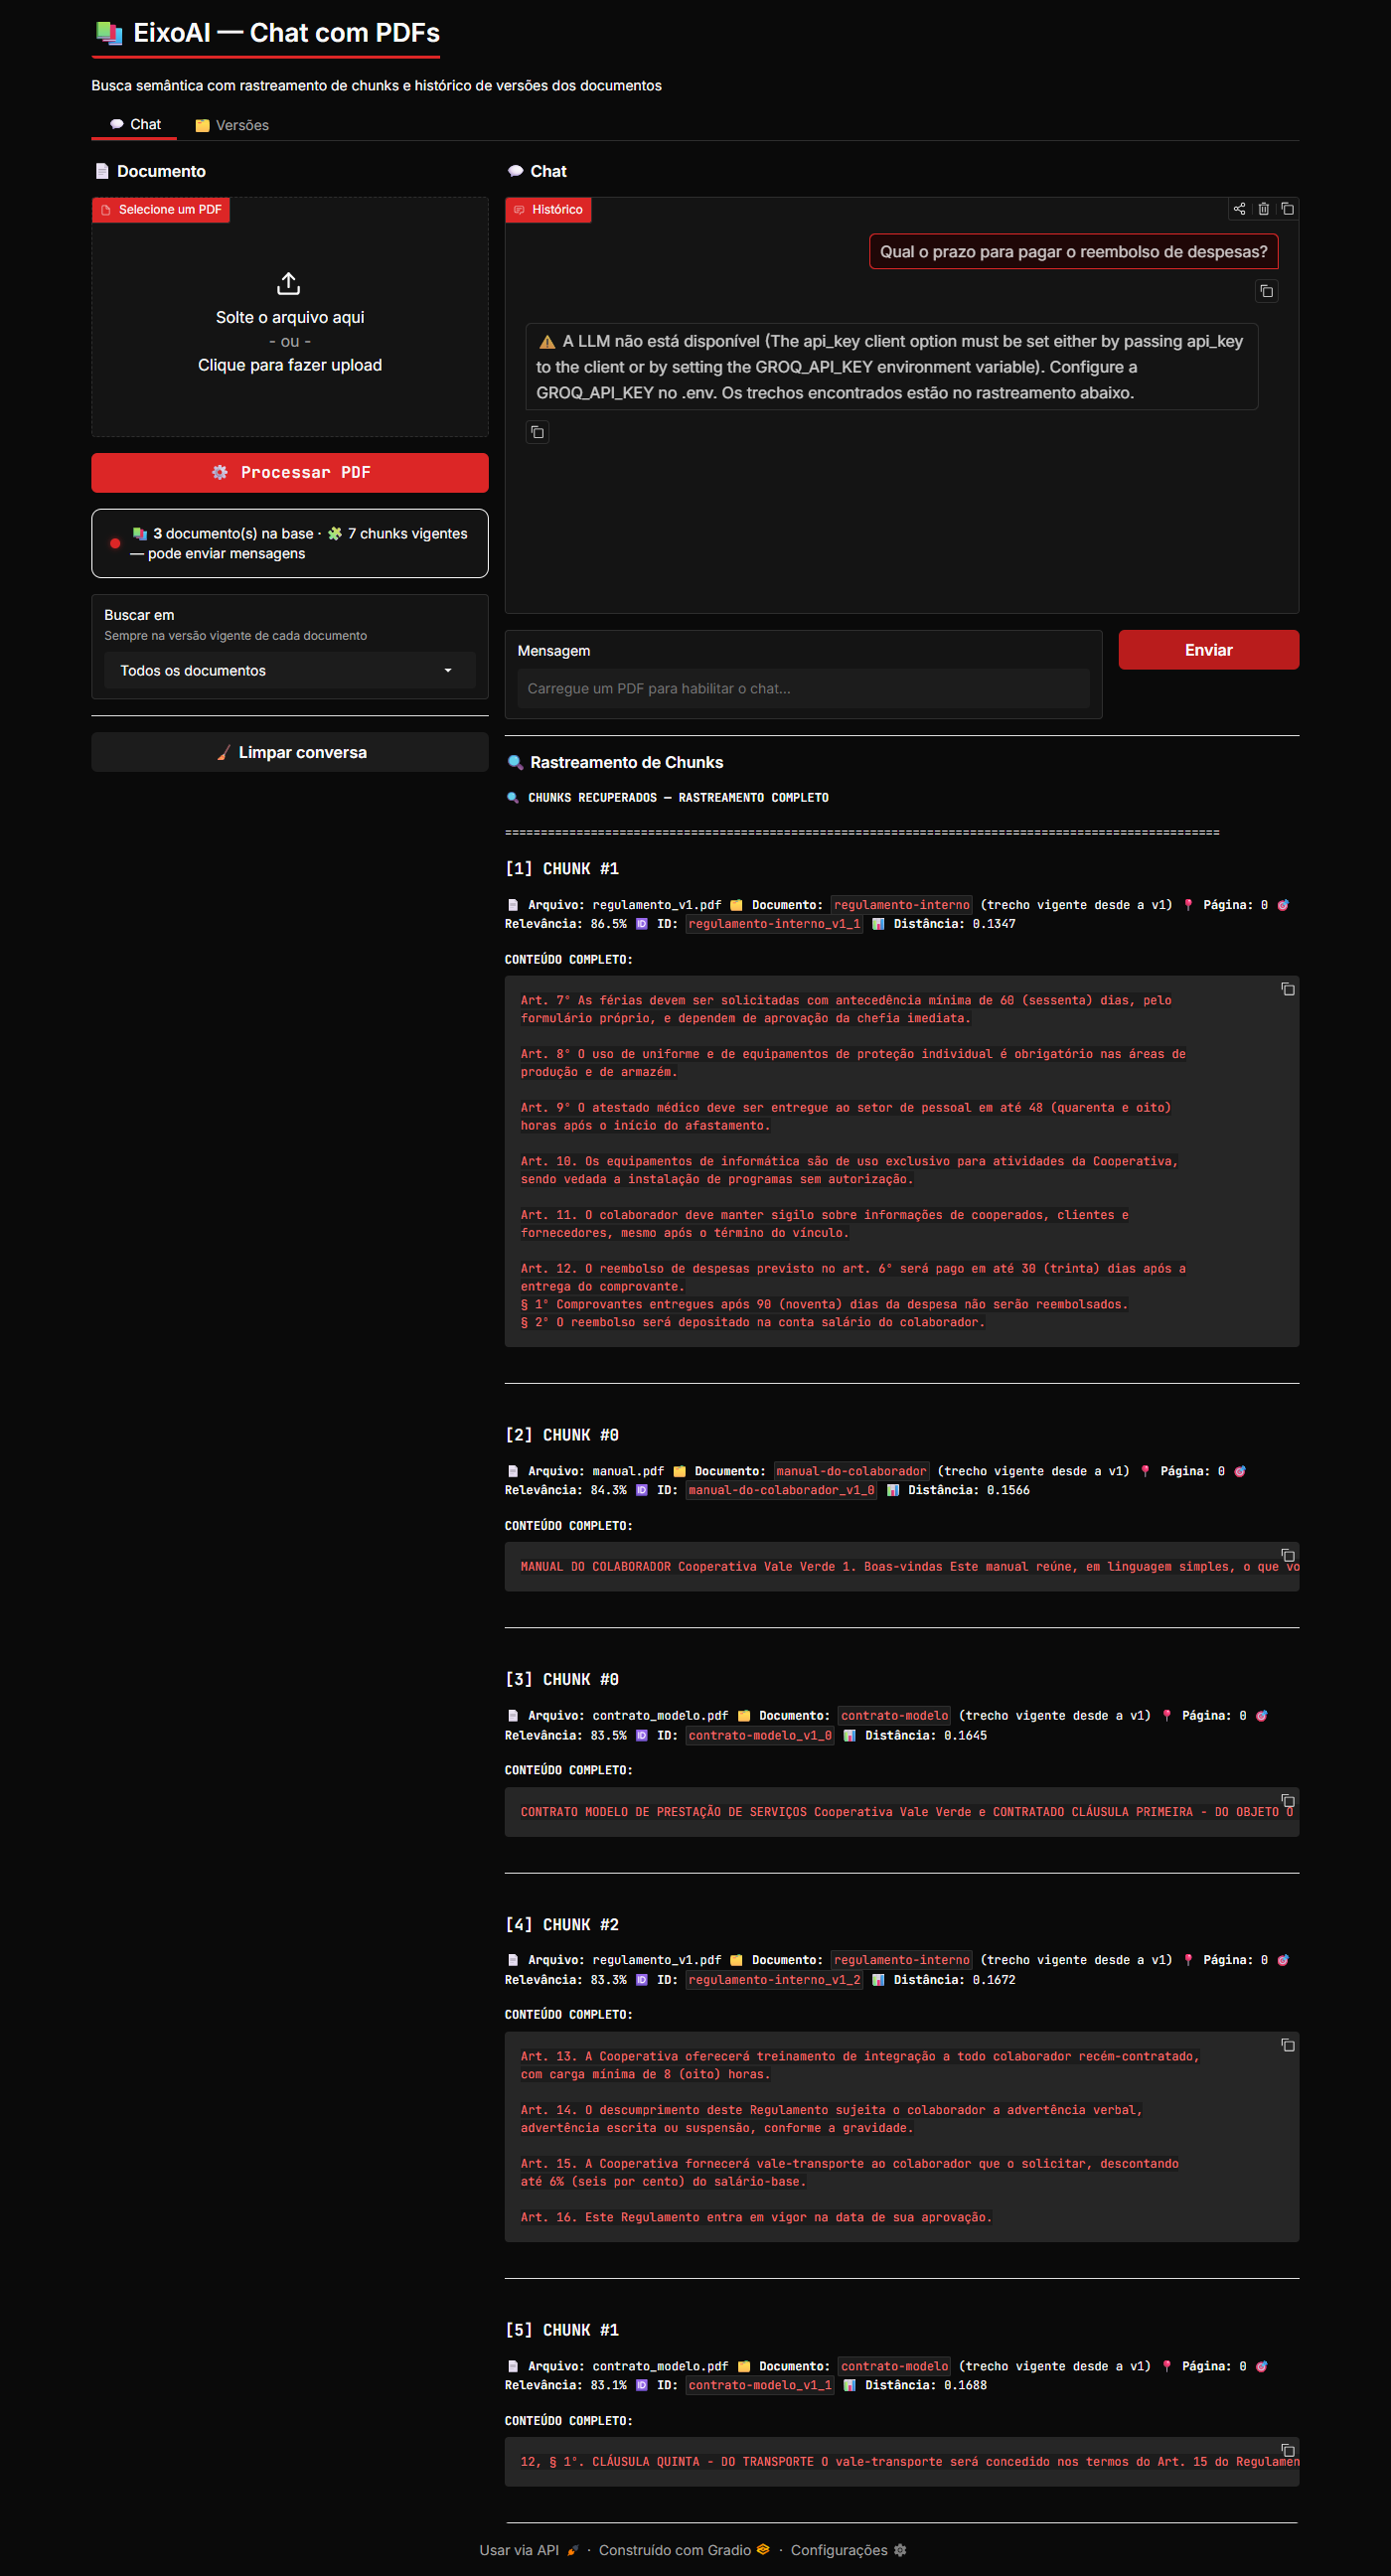 EixoAI — Chat com PDFs
Busca semântica com rastreamento de chunks e histórico de versões dos documentos
Chat
Versões
Documento
Selecione um PDF
Solte o arquivo aqui
- ou -
Clique para fazer upload
Processar PDF
3 documento(s) na base · 7 chunks vigentes
— pode enviar mensagens
Buscar em
Sempre na versão vigente de cada documento
Todos os documentos
Limpar conversa
Chat
Histórico
Qual o prazo para pagar o reembolso de despesas?
A LLM não está disponível (The api_key client option must be set either by passing api_key
to the client or by setting the GROQ_API_KEY environment variable). Configure a
GROQ_API_KEY no .env. Os trechos encontrados estão no rastreamento abaixo.
Mensagem
Carregue um PDF para habilitar o chat...
Enviar
Rastreamento de Chunks
CHUNKS RECUPERADOS — RASTREAMENTO COMPLETO
====================================================================================================
[1] CHUNK #1
Arquivo: regulamento_v1.pdf Documento: regulamento-interno (trecho vigente desde a v1) Página: 0
Relevância: 86.5% ID: regulamento-interno_v1_1 Distância: 0.1347
CONTEÚDO COMPLETO:
Art. 7º As férias devem ser solicitadas com antecedência mínima de 60 (sessenta) dias, pelo
formulário próprio, e dependem de aprovação da chefia imediata.
Art. 8º O uso de uniforme e de equipamentos de proteção individual é obrigatório nas áreas de
produção e de armazém.
Art. 9º O atestado médico deve ser entregue ao setor de pessoal em até 48 (quarenta e oito)
horas após o início do afastamento.
Art. 10. Os equipamentos de informática são de uso exclusivo para atividades da Cooperativa,
sendo vedada a instalação de programas sem autorização.
Art. 11. O colaborador deve manter sigilo sobre informações de cooperados, clientes e
fornecedores, mesmo após o término do vínculo.
Art. 12. O reembolso de despesas previsto no art. 6º será pago em até 30 (trinta) dias após a
entrega do comprovante.
§ 1º Comprovantes entregues após 90 (noventa) dias da despesa não serão reembolsados.
§ 2º O reembolso será depositado na conta salário do colaborador.
[2] CHUNK #0
Arquivo: manual.pdf Documento: manual-do-colaborador (trecho vigente desde a v1) Página: 0
Relevância: 84.3% ID: manual-do-colaborador_v1_0 Distância: 0.1566
CONTEÚDO COMPLETO:
MANUAL DO COLABORADOR Cooperativa Vale Verde 1. Boas-vindas Este manual reúne, em linguagem simples, o que vo
[3] CHUNK #0
Arquivo: contrato_modelo.pdf Documento: contrato-modelo (trecho vigente desde a v1) Página: 0
Relevância: 83.5% ID: contrato-modelo_v1_0 Distância: 0.1645
CONTEÚDO COMPLETO:
CONTRATO MODELO DE PRESTAÇÃO DE SERVIÇOS Cooperativa Vale Verde e CONTRATADO CLÁUSULA PRIMEIRA - DO OBJETO O
[4] CHUNK #2
Arquivo: regulamento_v1.pdf Documento: regulamento-interno (trecho vigente desde a v1) Página: 0
Relevância: 83.3% ID: regulamento-interno_v1_2 Distância: 0.1672
CONTEÚDO COMPLETO:
Art. 13. A Cooperativa oferecerá treinamento de integração a todo colaborador recém-contratado,
com carga mínima de 8 (oito) horas.
Art. 14. O descumprimento deste Regulamento sujeita o colaborador a advertência verbal,
advertência escrita ou suspensão, conforme a gravidade.
Art. 15. A Cooperativa fornecerá vale-transporte ao colaborador que o solicitar, descontando
até 6% (seis por cento) do salário-base.
Art. 16. Este Regulamento entra em vigor na data de sua aprovação.
[5] CHUNK #1
Arquivo: contrato_modelo.pdf Documento: contrato-modelo (trecho vigente desde a v1) Página: 0
Relevância: 83.1% ID: contrato-modelo_v1_1 Distância: 0.1688
CONTEÚDO COMPLETO:
12, § 1º. CLÁUSULA QUINTA - DO TRANSPORTE O vale-transporte será concedido nos termos do Art. 15 do Regulamen
Usar via API · Construído com Gradio · Configurações